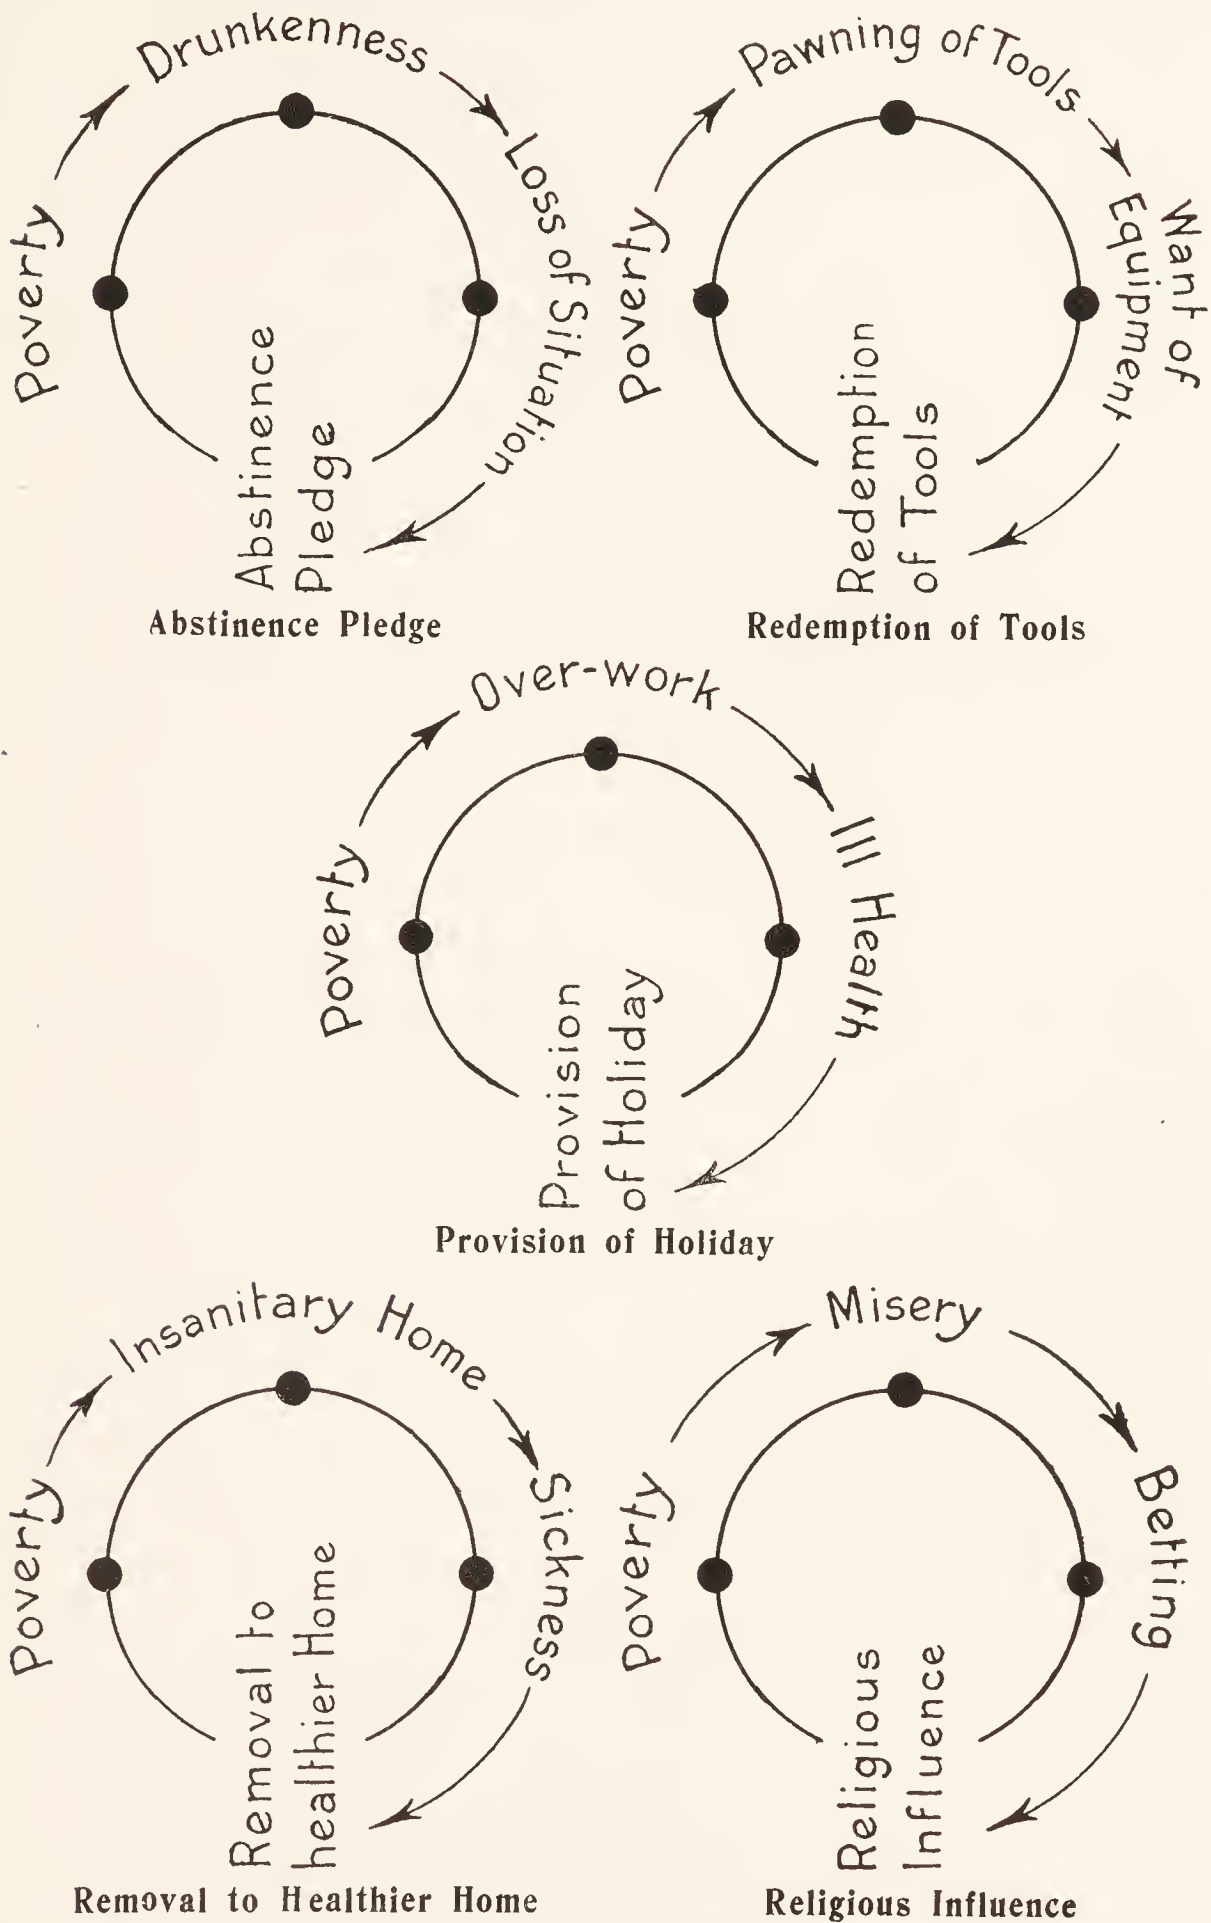 Poverty
Drunkenness
Loss of Situation
Abstinence
Pledge
Abstinence Pledge
Poverty
Pawning of Tools
Want of
Equipment
Redemption
of Tools
Redemption of Tools
Poverty
Over-work
Ill Health
Provision
of Holiday
Provision of Holiday
Poverty
Insanitary Home
Sickness
Removal to
healthier Home
Removal to Healthier Home
Poverty
Misery
Betting
Religious
Influence
Religious Influence